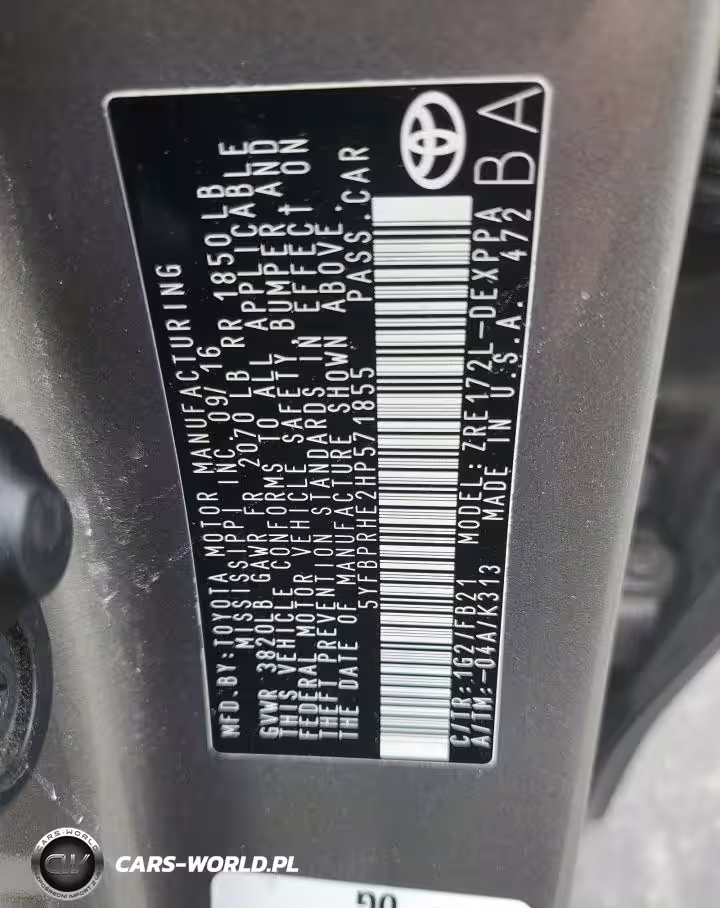 MFD.BY:TOYOTA MOTOR MANUFACTURING
MISSISSIPPI INC.09/16
GVWR 3820LB GAWR FR 2070 LB RR 1850 LB
THIS VEHICLE CONFORMS TO ALL APPLICABLE
FEDERAL MOTOR VEHICLE SAFETY BUMPER AND
THEFT PREVENTION STANDARDS IN EFFECT ON
THE DATE OF MANUFACTURE SHOWN ABOVE.
5YFBPRHE2HP571855 PASS.CAR
C/TR:1G2/FB21 MODEL:ZRE172L-DEXPPA
A/TM:-04A/K313 MADE IN U.S.A. 472
BA
CARS-WORLD
CW
CARS-WORLD.PL